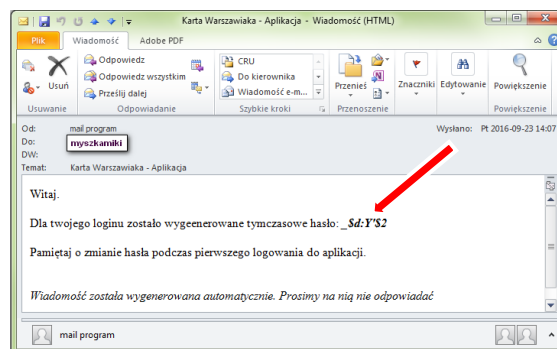 Karta Warszawiaka - Aplikacja - Wiadomość (HTML)
Plik Wiadomość Adobe PDF
Usuń
Odpowiedz
Odpowiedz wszystkim
Prześlij dalej
CRU
Do kierownika
Wiadomość e-m...
Przenieś
Znaczniki Edytowanie Powiększenie
Usuwanie Odpowiadanie Szybkie kroki Przenoszenie Powiększenie
Od: mail program Wysłano: Pt 2016-09-23 14:07
Do: myszkamiki
DW:
Temat: Karta Warszawiaka - Aplikacja
Witaj.
Dla twojego loginu zostało wygeenerowane tymczasowe hasło: _$d:Y'$2
Pamiętaj o zmianie hasła podczas pierwszego logowania do aplikacji.
Wiadomość została wygenerowana automatycznie. Prosimy na nią nie odpowiadać
mail program